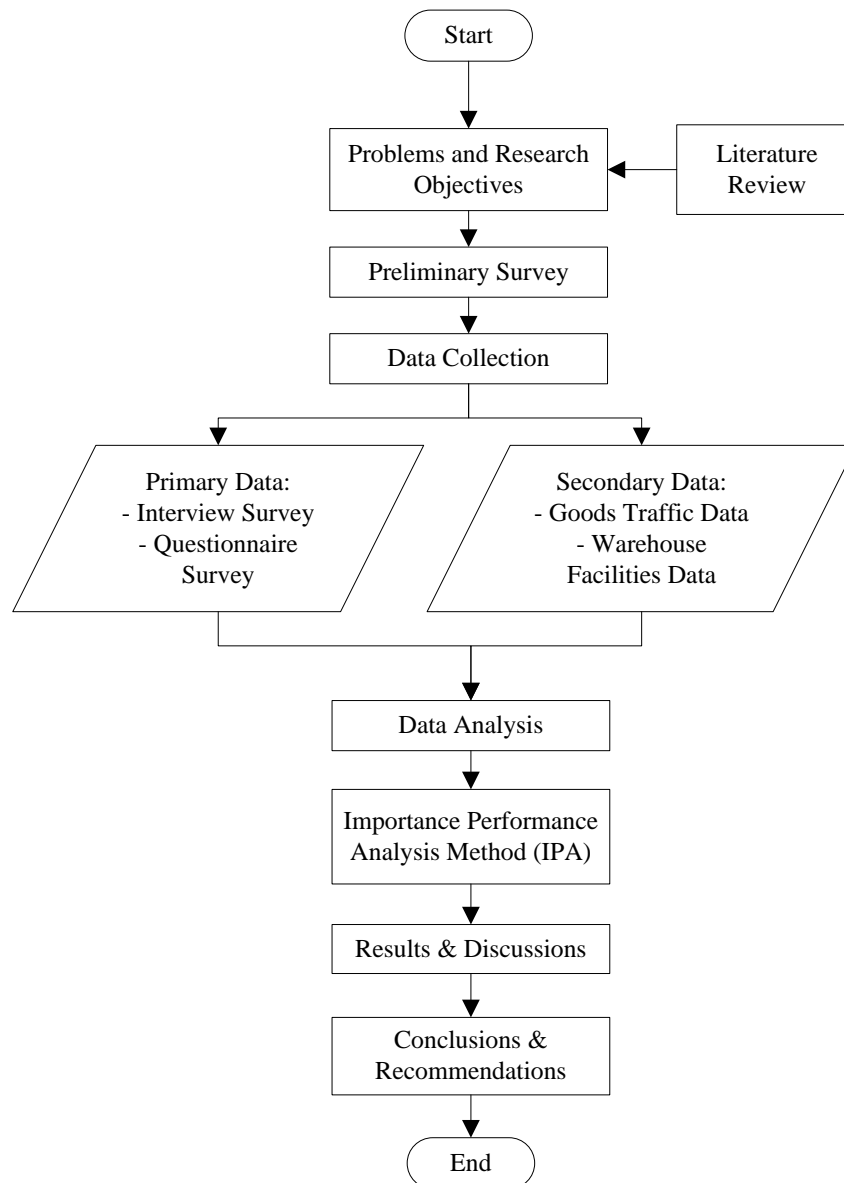 Start
Problems and Research
Objectives
Literature
Review
Preliminary Survey
Data Collection
Primary Data:
- Interview Survey
- Questionnaire
Survey
Secondary Data:
- Goods Traffic Data
- Warehouse
Facilities Data
Data Analysis
Importance Performance
Analysis Method (IPA)
Results & Discussions
Conclusions &
Recommendations
End